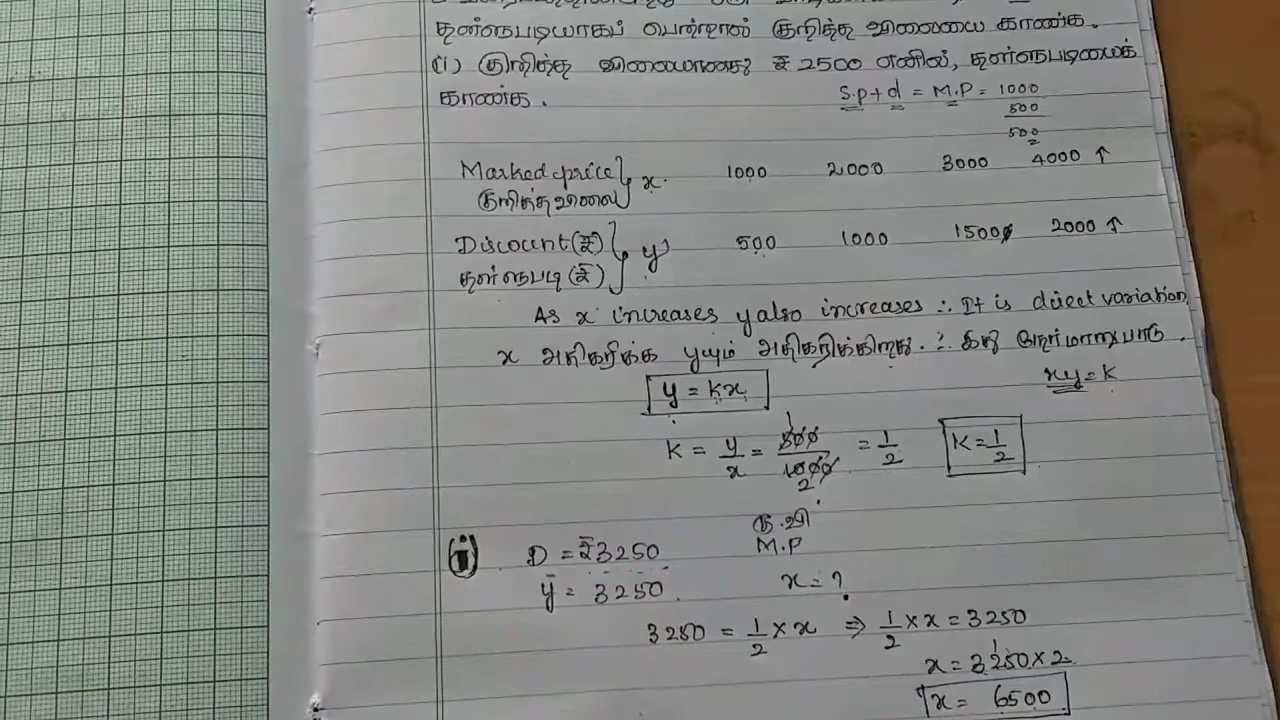 தள்ளுபடியாகப் பெற்றால் குறித்த விலையை காண்க.
(i) குறித்த விலையானது ₹ 2500 எனில், தள்ளுபடியைக்
காண்க.
S.p+d = M.P = 1000
500
500
Marked price } x. 1000 2000 3000 4000 ↑
குறித்த விலை
Discount (₹) } y 500 1000 1500 2000 ↑
தள்ளுபடி (₹)
As x increases y also increases ∴ It is direct variation
x அதிகரிக்க yயும் அதிகரிக்கிறது. ∴ இது நேர்மாறுபாடு.
xy = k
y = kx
K = y/x = 500/1000 = 1/2 K = 1/2
1
2
கு.வி
(ii) D = ₹3250 M.P
y = 3250. x = ?
3250 = 1/2 × x ⇒ 1/2 × x = 3250
x = 3250 × 2
x = 6500